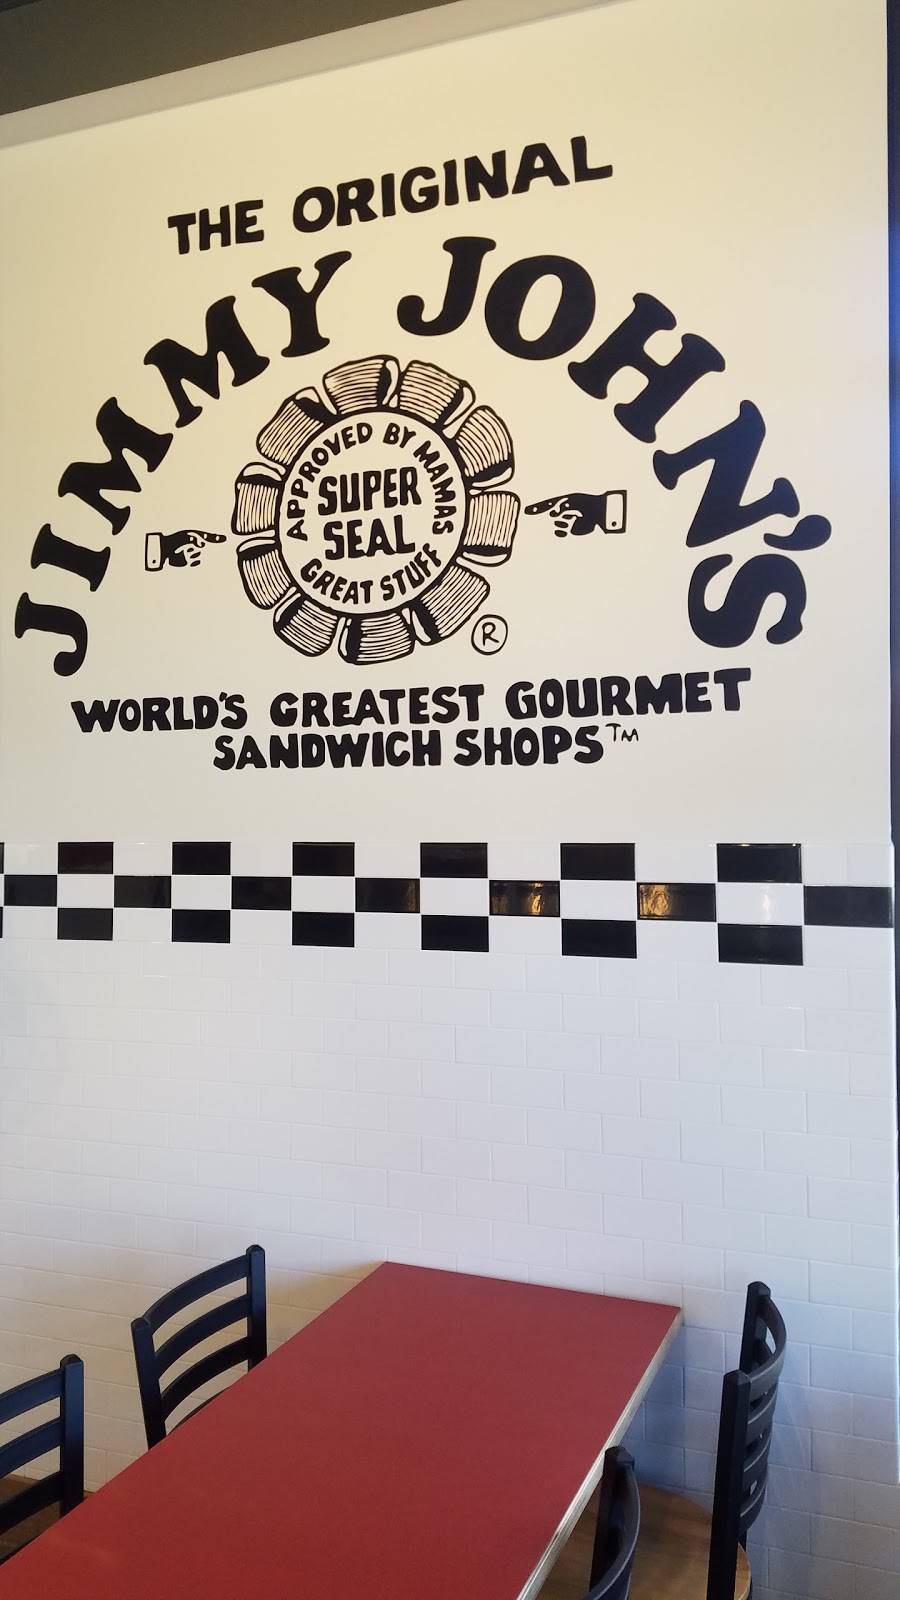 THE ORIGINAL
JIMMY JOHN'S
APPROVED BY MAMAS
SUPER
SEAL
GREAT STUFF
®
WORLD'S GREATEST GOURMET
SANDWICH SHOPS™